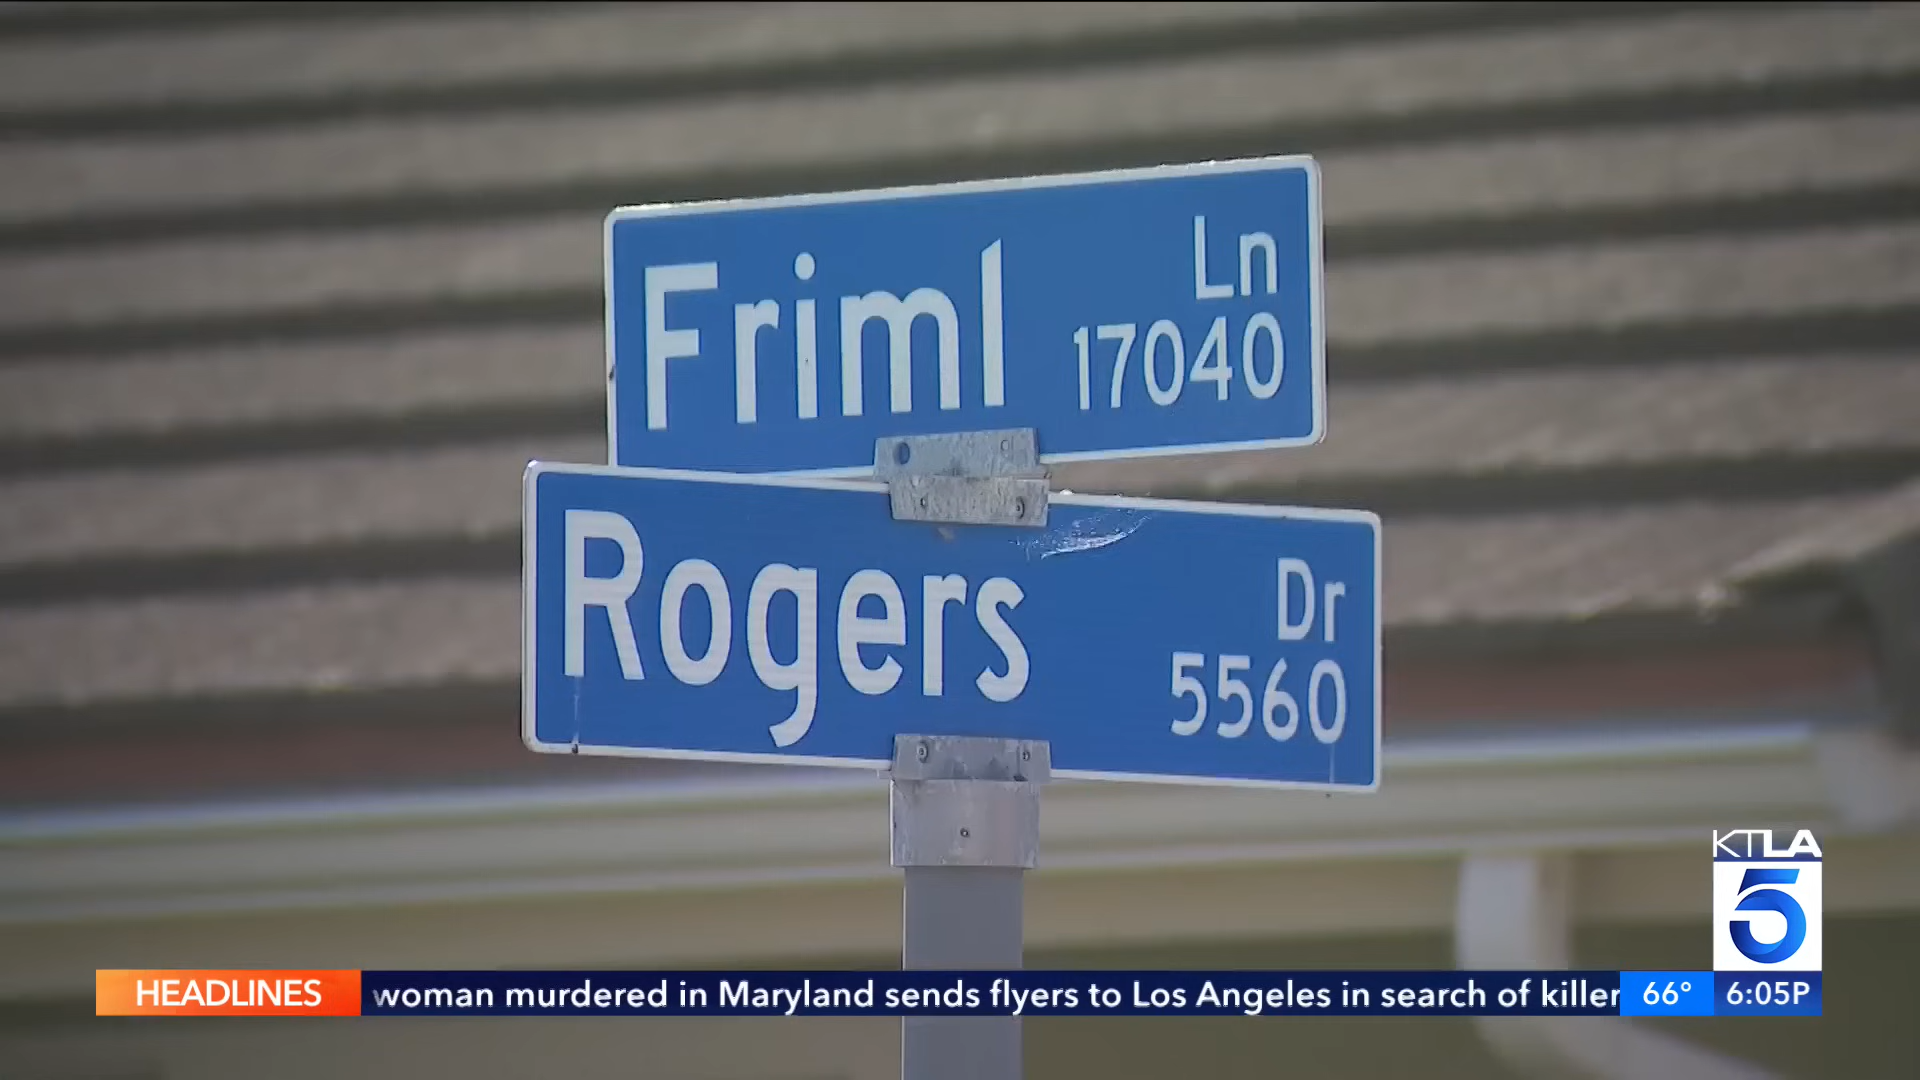 Friml Ln
17040
Rogers Dr
5560
KTLA
5
HEADLINES woman murdered in Maryland sends flyers to Los Angeles in search of killer 66° 6:05P